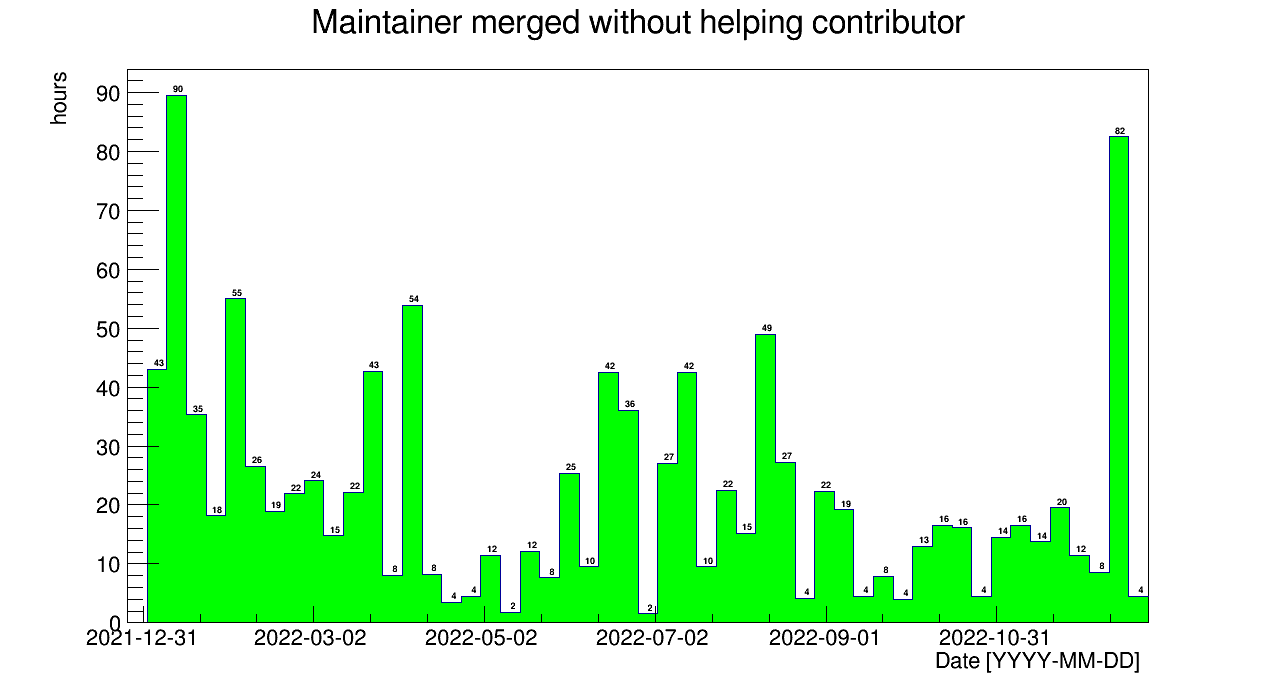 Maintainer merged without helping contributor
hours
90
80
70
60
50
40
30
20
10
0
43 90 35 18 55 26 19 22 24 15 22 43 8 54 8 4 4 12 2 12 8 25 10 42 36 2 27 42 10 22 15 49 27 4 22 19 4 8 4 13 16 16 4 14 16 14 20 12 8 82 4
2021-12-31 2022-03-02 2022-05-02 2022-07-02 2022-09-01 2022-10-31
Date [YYYY-MM-DD]